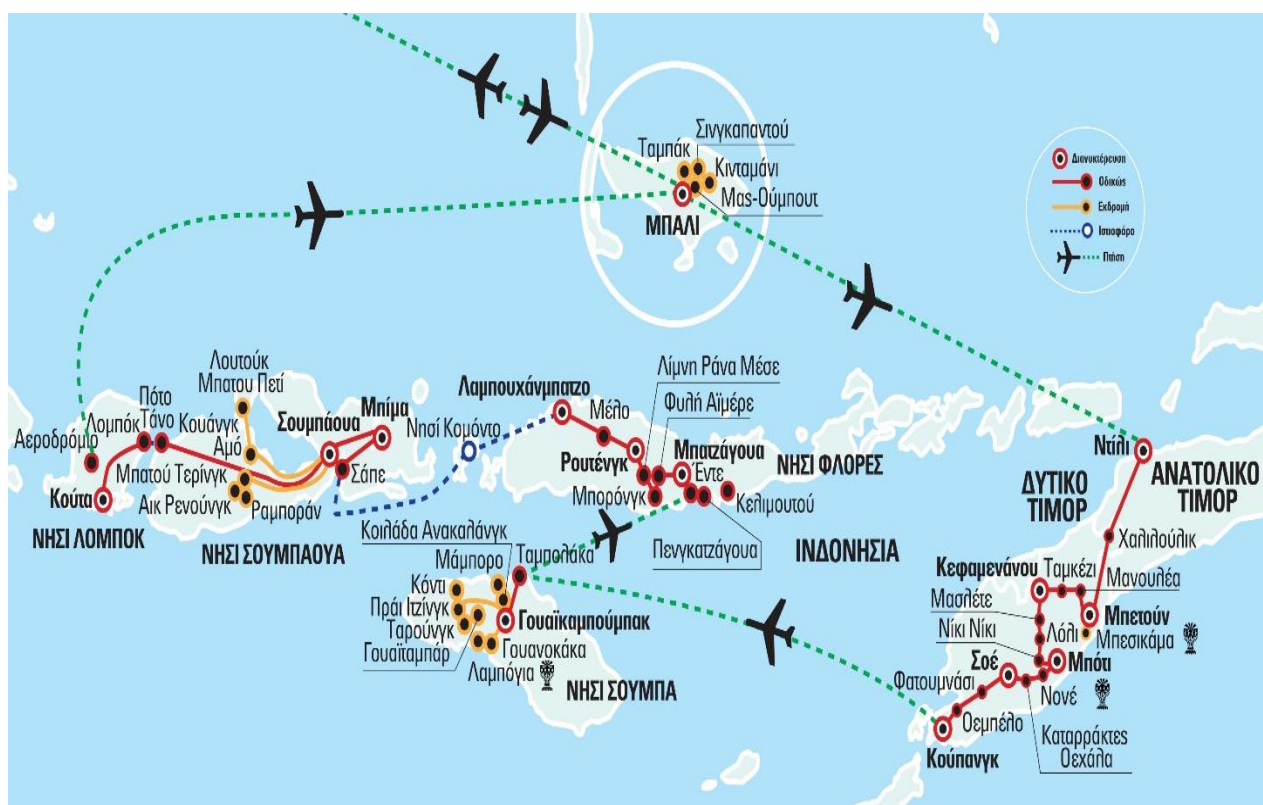 Σινγκαπαντού
Ταμπάκ
Κινταμάνι
Μας-Ούμπουτ
ΜΠΑΛΙ
Διανυκτέρευση
Οδικώς
Εκδρομή
Ιστιοφόρο
Πτήση
Λουτούκ
Μπατου Πετί
Πότο
Τάνο
Λομπόκ
Κουάνγκ
Αεροδρόμιο
Αμό
Σουμπάουα
Μπίμα
Μπατού Τερίνγκ
Σάπε
Κούτα
Αικ Ρενούνγκ
Ραμποράν
ΝΗΣΙ ΛΟΜΠΟΚ
ΝΗΣΙ ΣΟΥΜΠΑΟΥΑ
Νησί Κομόντο
Λαμπουχάνμπατζο
Μέλο
Λίμνη Ράνα Μέσε
Φυλή Αϊμέρε
Ρουτένγκ
Μπατζάγουα
Έντε
Μπορόνγκ
Κελιμουτού
ΝΗΣΙ ΦΛΟΡΕΣ
Πενγκατζάγουα
ΙΝΔΟΝΗΣΙΑ
Κοιλάδα Ανακαλάνγκ
Μάμπορο
Ταμπολάκα
Κόντι
Πράι Ιτζίνγκ
Ταρούνγκ
Γουαϊταμπάρ
Γουαϊκαμπούμπακ
Γουανοκάκα
Λαμπόγια
ΝΗΣΙ ΣΟΥΜΠΑ
Ντίλι
ΔΥΤΙΚΟ
ΤΙΜΟΡ
ΑΝΑΤΟΛΙΚΟ
ΤΙΜΟΡ
Χαλιλούλικ
Κεφαμενάνου
Ταμκέζι
Μανουλέα
Μασλέτε
Μπετούν
Νίκι Νίκι
Λόλι
Μπεσικάμα
Σοέ
Μπότι
Φατουμνάσι
Νονέ
Οεμπέλο
Κούπανγκ
Καταρράκτες
Οεχάλα